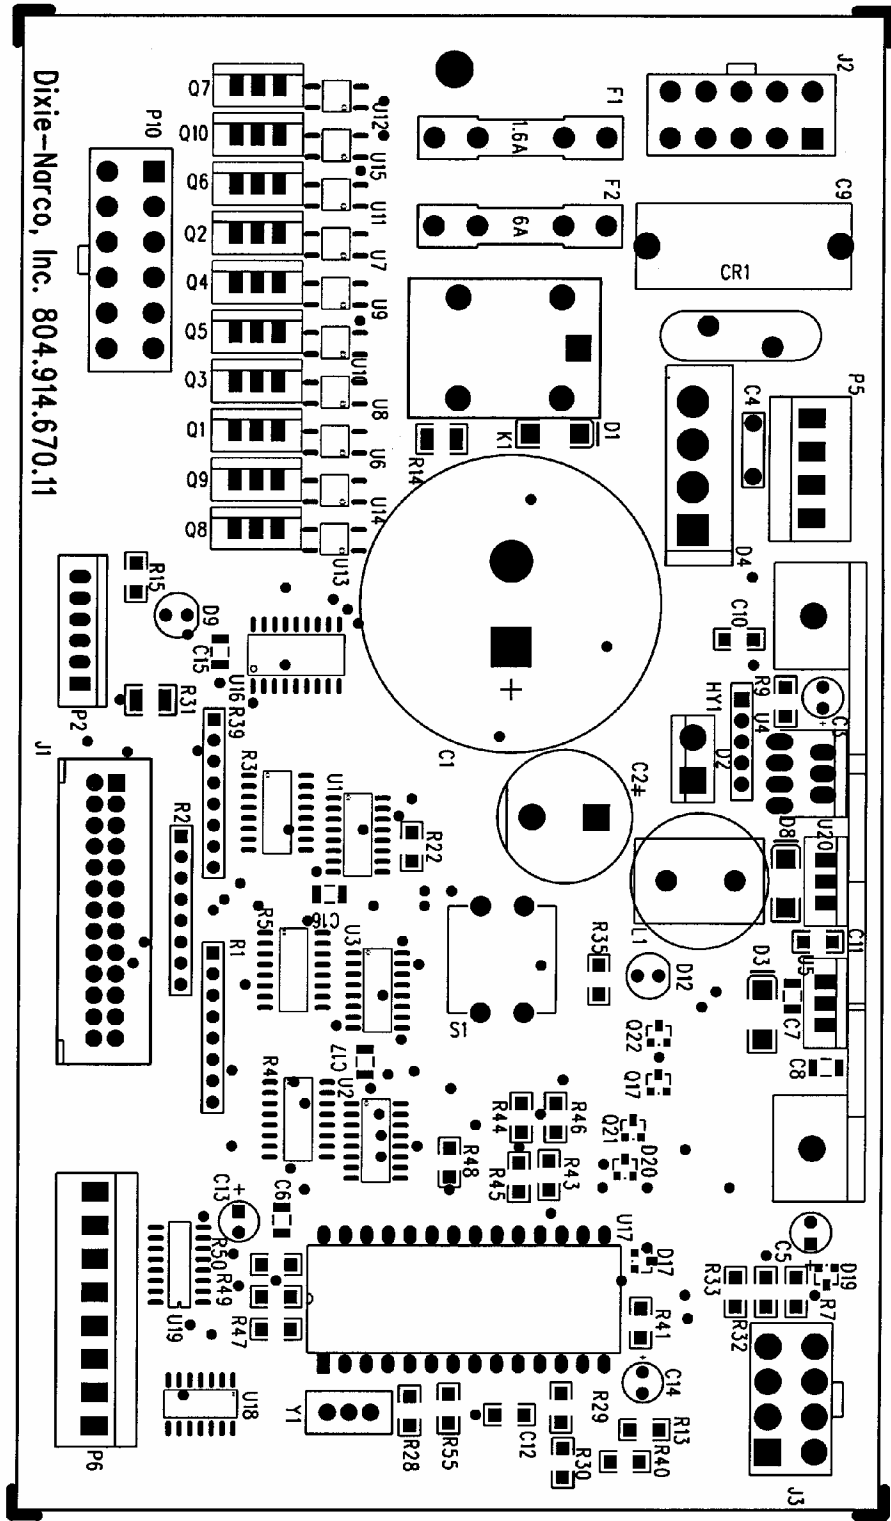 Dixie-Narco, Inc. 804.914.670.11
J2
F1
1.6A
F2
6A
C9
CR1
P10
Q7
U12
Q10
U15
Q6
U11
Q2
U7
Q4
U9
Q5
U10
Q3
U8
Q1
U6
Q9
U14
Q8
U13
K1
D1
R14
C4
P5
D4
R15
D9
C15
U16
P2
R31
R39
C10
HY1
R9
U4
C3
D2
C1
+
C2+
J1
R2
R3
U1
R22
D8
U20
C16
R5
U3
R1
S1
R35
L1
D12
D3
C11
U5
C7
C8
Q22
Q17
C17
R4
U2
R44
R46
Q21
D20
R48
R45
R43
C13
+
C6
U17
D17
C5
+
D19
R50
R49
R47
U19
R33
R32
R7
R41
+
C14
U18
Y1
R28
R55
C12
R29
R30
R13
R40
P6
J3